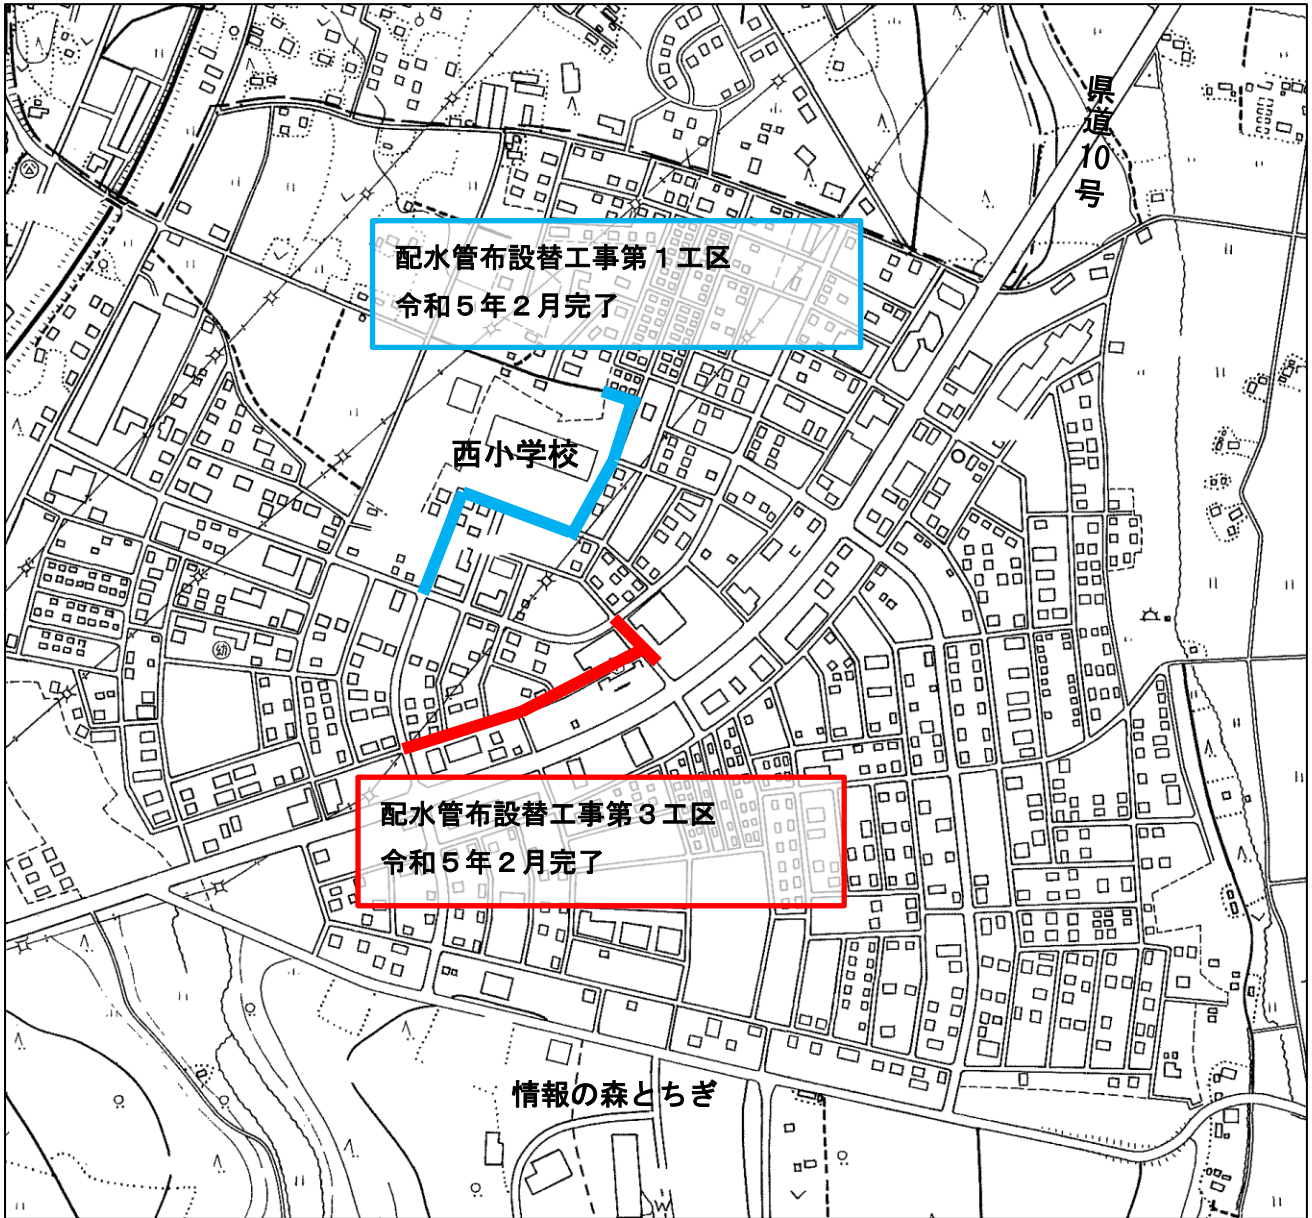 県道10号
配水管布設替工事第１工区
令和５年２月完了
西小学校
幼
配水管布設替工事第３工区
令和５年２月完了
情報の森とちぎ